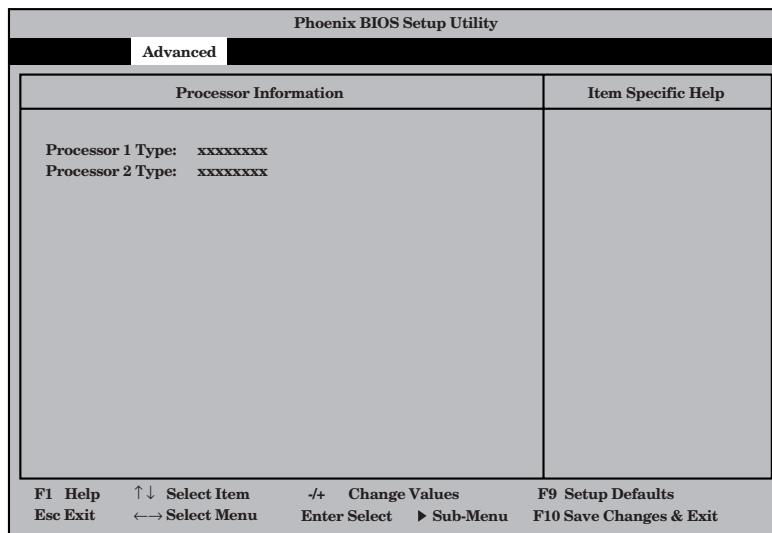 Phoenix BIOS Setup Utility
Advanced
Processor Information
Item Specific Help
Processor 1 Type: xxxxxxxx
Processor 2 Type: xxxxxxxx
F1 Help ↑↓ Select Item -/+ Change Values F9 Setup Defaults
Esc Exit ←→ Select Menu Enter Select ▶ Sub-Menu F10 Save Changes & Exit